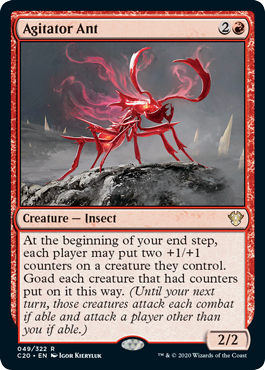 Agitator Ant 2
Creature — Insect
At the beginning of your end step,
each player may put two +1/+1
counters on a creature they control.
Goad each creature that had counters
put on it this way. (Until your next
turn, those creatures attack each combat
if able and attack a player other than
you if able.)
2/2
049/322 R
C20 • EN Igor Kieryluk
™ & © 2020 Wizards of the Coast